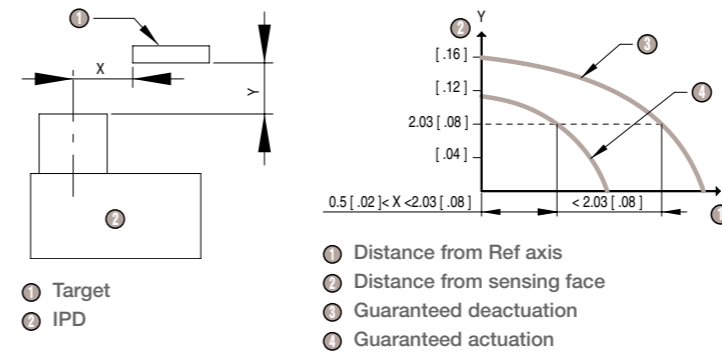 1
X
Y
2
1 Target
2 IPD
2 Y
3
[ .16 ]
4
[ .12 ]
2.03 [ .08 ]
[ .04 ]
0.5 [ .02 ]< X <2.03 [ .08 ]
< 2.03 [ .08 ]
1
1 Distance from Ref axis
2 Distance from sensing face
3 Guaranteed deactuation
4 Guaranteed actuation